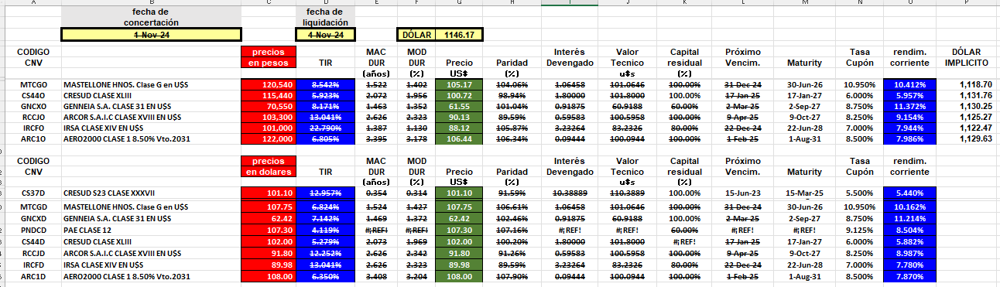 A B C D E F G H I J K L M N O P
fecha de fecha de
concertación liquidación
1-Nov-24 4-Nov-24 DÓLAR 1146.17
CODIGO precios MAC MOD Interés Valor Capital Próximo Tasa rendim. DÓLAR
CNV en pesos TIR DUR DUR Precio Paridad Devengado Tecnico residual Vencim. Maturity Cupón corriente IMPLICITO
(años) (%) US$ (%) u$s (%)
MTCGO MASTELLONE HNOS. Clase G en U$S 120,540 8.542% 1.522 1.402 105.17 104.06% 1.06458 101.0646 100.00% 31-Dec-24 30-Jun-26 10.950% 10.412% 1,118.70
CS44O CRESUD CLASE XLIII 115,440 5.923% 2.072 1.956 100.72 98.94% 1.80000 101.8000 100.00% 17-Jan-25 17-Jan-27 6.000% 5.957% 1,131.76
GNCXO GENNEIA S.A. CLASE 31 EN U$S 70,550 8.171% 1.463 1.352 61.55 101.04% 0.91875 60.9188 60.00% 2-Mar-25 2-Sep-27 8.750% 11.372% 1,130.25
RCCJO ARCOR S.A.I.C CLASE XVIII EN U$S 103,300 13.041% 2.626 2.323 90.13 89.59% 0.59583 100.5958 100.00% 9-Apr-25 9-Oct-27 8.250% 9.154% 1,125.27
IRCFO IRSA CLASE XIV EN U$S 101,000 22.790% 1.387 1.130 88.12 105.87% 3.23264 83.2326 80.00% 22-Dec-24 22-Jun-28 7.000% 7.944% 1,122.47
ARC1O AERO2000 CLASE 1 8.50% Vto.2031 122,000 6.805% 3.395 3.178 106.44 106.34% 0.09444 100.0944 100.00% 1-Feb-25 1-Aug-31 8.500% 7.986% 1,129.63
CODIGO precios MAC MOD Interés Valor Capital Próximo Tasa rendim.
CNV en dolares TIR DUR DUR Precio Paridad Devengado Tecnico residual Vencim. Maturity Cupón corriente
(años) (%) US$ (%) u$s (%)
CS37D CRESUD S23 CLASE XXXVII 101.10 12.957% 0.354 0.314 101.10 91.59% 10.38889 110.3889 100.00% 15-Jun-23 15-Mar-25 5.500% 5.440%
MTCGD MASTELLONE HNOS. Clase G en U$S 107.75 6.824% 1.524 1.427 107.75 106.61% 1.06458 101.0646 100.00% 31-Dec-24 30-Jun-26 10.950% 10.162%
GNCXD GENNEIA S.A. CLASE 31 EN U$S 62.42 7.142% 1.469 1.372 62.42 102.46% 0.91875 60.9188 100.00% 2-Mar-25 2-Sep-27 8.750% 11.214%
PNDCD PAE CLASE 12 107.30 4.119% #¡REF! #¡REF! 107.30 107.16% #¡REF! #¡REF! 60.00% #¡REF! #¡REF! 9.125% 8.504%
CS44D CRESUD CLASE XLIII 102.00 5.279% 2.073 1.969 102.00 100.20% 1.80000 101.8000 #¡REF! 17-Jan-25 17-Jan-27 6.000% 5.882%
RCCJD ARCOR S.A.I.C CLASE XVIII EN U$S 91.80 12.252% 2.626 2.342 91.80 91.26% 0.59583 100.5958 100.00% 9-Apr-25 9-Oct-27 8.250% 8.987%
IRCFD IRSA CLASE XIV EN U$S 89.98 13.041% 2.626 2.323 89.98 89.59% 3.23264 83.2326 80.00% 22-Dec-24 22-Jun-28 7.000% 7.780%
ARC1D AERO2000 CLASE 1 8.50% Vto.2031 108.00 6.350% 3.408 3.204 108.00 107.90% 0.09444 100.0944 100.00% 1-Feb-25 1-Aug-31 8.500% 7.870%